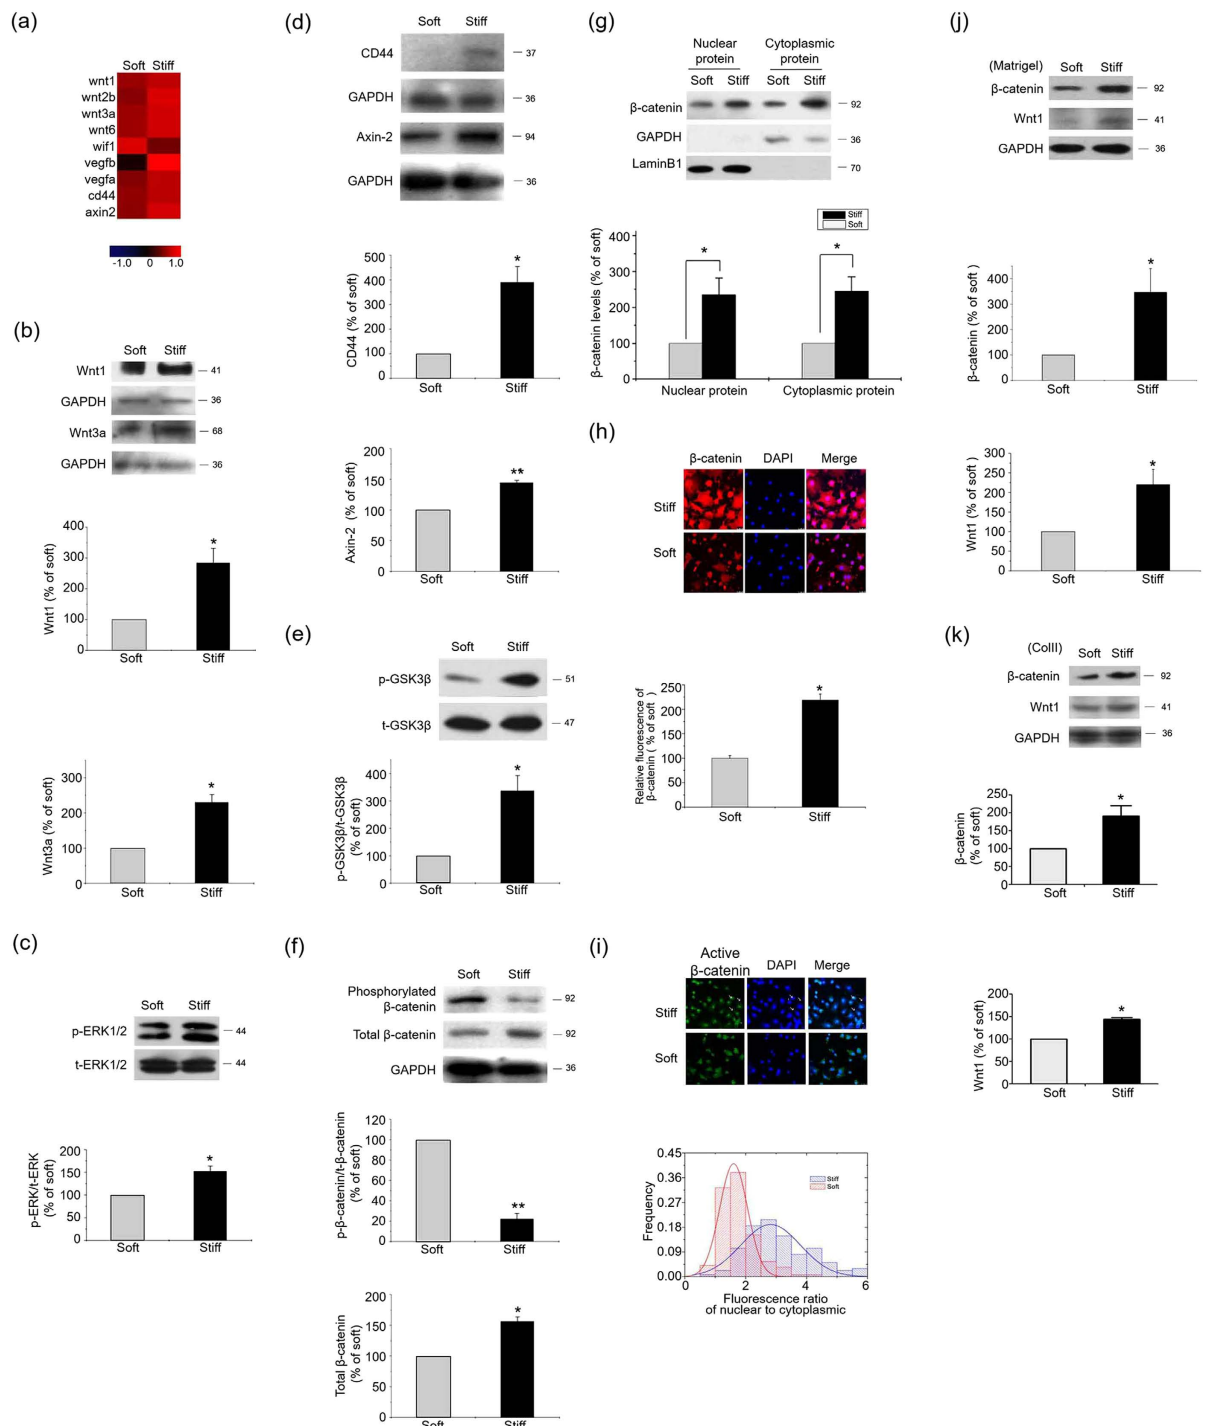 (a)
Soft Stiff
wnt1
wnt2b
wnt3a
wnt6
wif1
vegfb
vegfa
cd44
axin2
-1.0 0 1.0
(b)
Soft Stiff
Wnt1 41
GAPDH 36
Wnt3a 68
GAPDH 36
Wnt1 (% of soft)
400
300
200
100
0
Soft Stiff
*
Wnt3a (% of soft)
300
200
100
0
Soft Stiff
*
(c)
Soft Stiff
p-ERK1/2 44
t-ERK1/2 44
p-ERK/t-ERK
(% of soft)
200
150
100
50
0
Soft Stiff
*
(d)
Soft Stiff
CD44 37
GAPDH 36
Axin-2 94
GAPDH 36
CD44 (% of soft)
500
400
300
200
100
0
Soft Stiff
*
Axin-2 (% of soft)
200
150
100
50
0
Soft Stiff
**
(e)
Soft Stiff
p-GSK3β 51
t-GSK3β 47
p-GSK3β/t-GSK3β
(% of soft)
400
300
200
100
0
Soft Stiff
*
(f)
Soft Stiff
Phosphorylated
β-catenin 92
Total β-catenin 92
GAPDH 36
p-β-catenin/t-β-catenin
(% of soft)
120
100
80
60
40
20
0
Soft Stiff
**
Total β-catenin
(% of soft)
200
150
100
50
0
Soft Stiff
*
(g)
Nuclear Cytoplasmic
protein protein
Soft Stiff Soft Stiff
β-catenin 92
GAPDH 36
LaminB1 70
Stiff
Soft
β-catenin levels (% of soft)
400
300
200
100
0
* *
Nuclear protein Cytoplasmic protein
(h)
β-catenin DAPI Merge
Stiff
Soft
Relative fluorescence of
β-catenin ( % of soft )
250
200
150
100
50
0
Soft Stiff
*
(i)
Active
β-catenin DAPI Merge
Stiff
Soft
Frequency
0.45
0.36
0.27
0.18
0.09
0.00
Stiff
Soft
0 2 4 6
Fluorescence ratio
of nuclear to cytoplasmic
(j)
(Matrigel) Soft Stiff
β-catenin 92
Wnt1 41
GAPDH 36
β-catenin (% of soft)
400
300
200
100
0
Soft Stiff
*
Wnt1 (% of soft )
300
250
200
150
100
50
0
Soft Stiff
*
(k)
(ColII) Soft Stiff
β-catenin 92
Wnt1 41
GAPDH 36
β-catenin
(% of soft)
250
200
150
100
50
0
Soft Stiff
*
Wnt1 (% of soft)
200
150
100
50
0
Soft Stiff
*